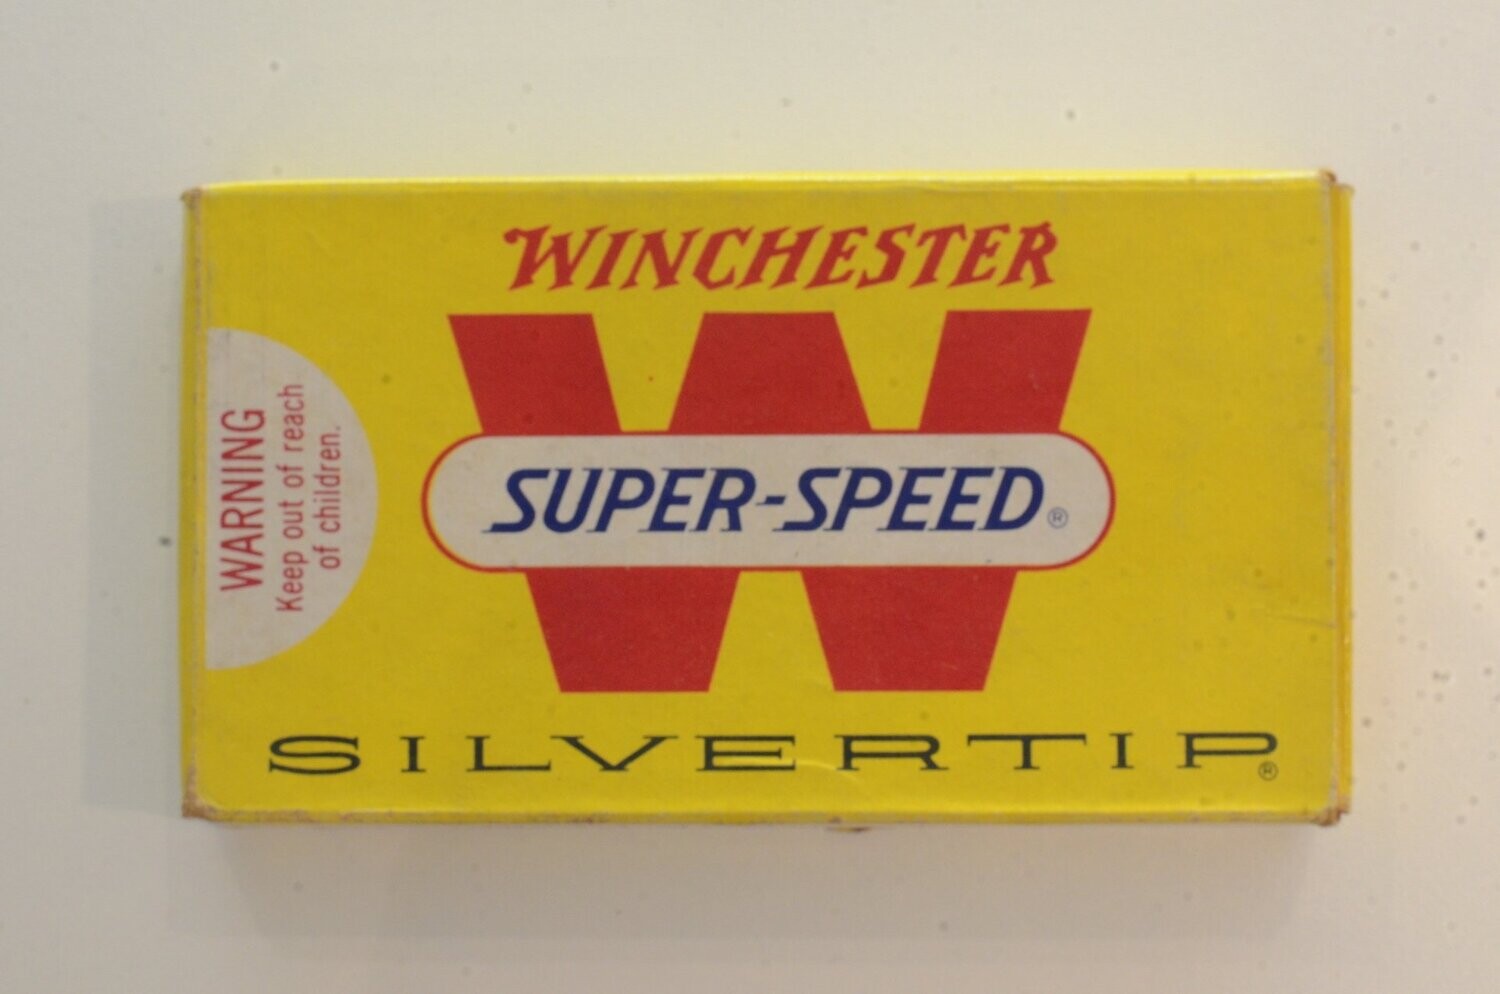 WINCHESTER
W
SUPER-SPEED®
SILVERTIP®
WARNING
Keep out of reach
of children.